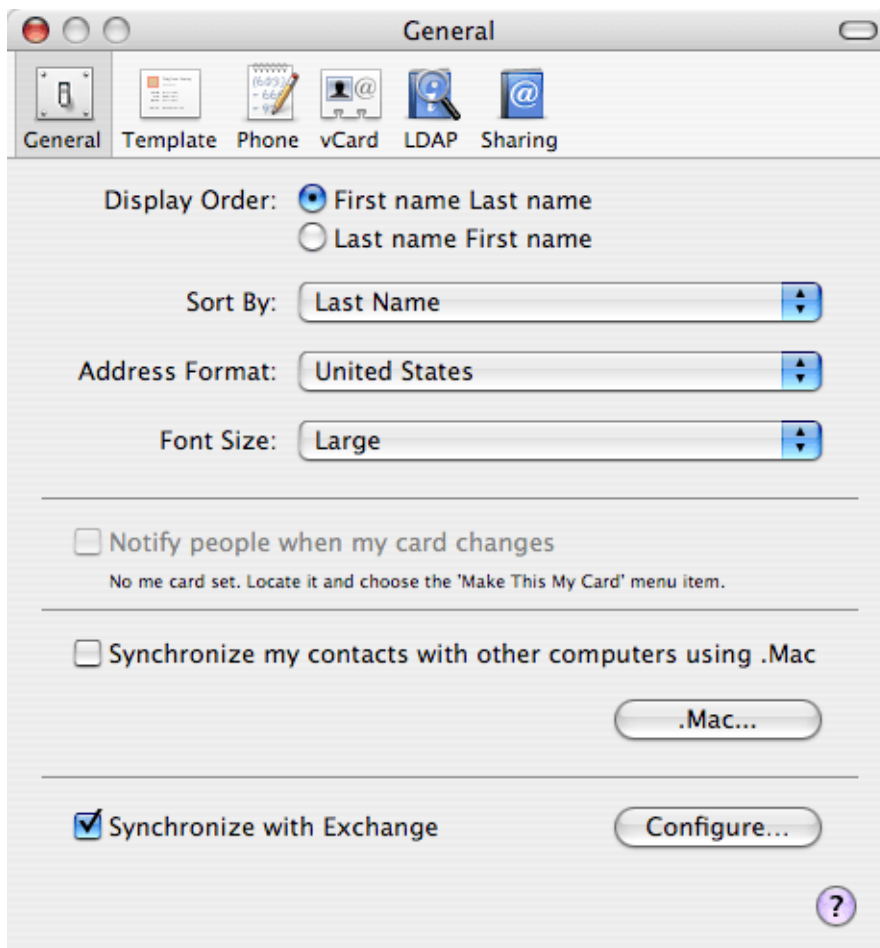 General
General Template Phone vCard LDAP Sharing
Display Order: First name Last name
Last name First name
Sort By: Last Name
Address Format: United States
Font Size: Large
Notify people when my card changes
No me card set. Locate it and choose the 'Make This My Card' menu item.
Synchronize my contacts with other computers using .Mac
.Mac...
Synchronize with Exchange Configure...
?